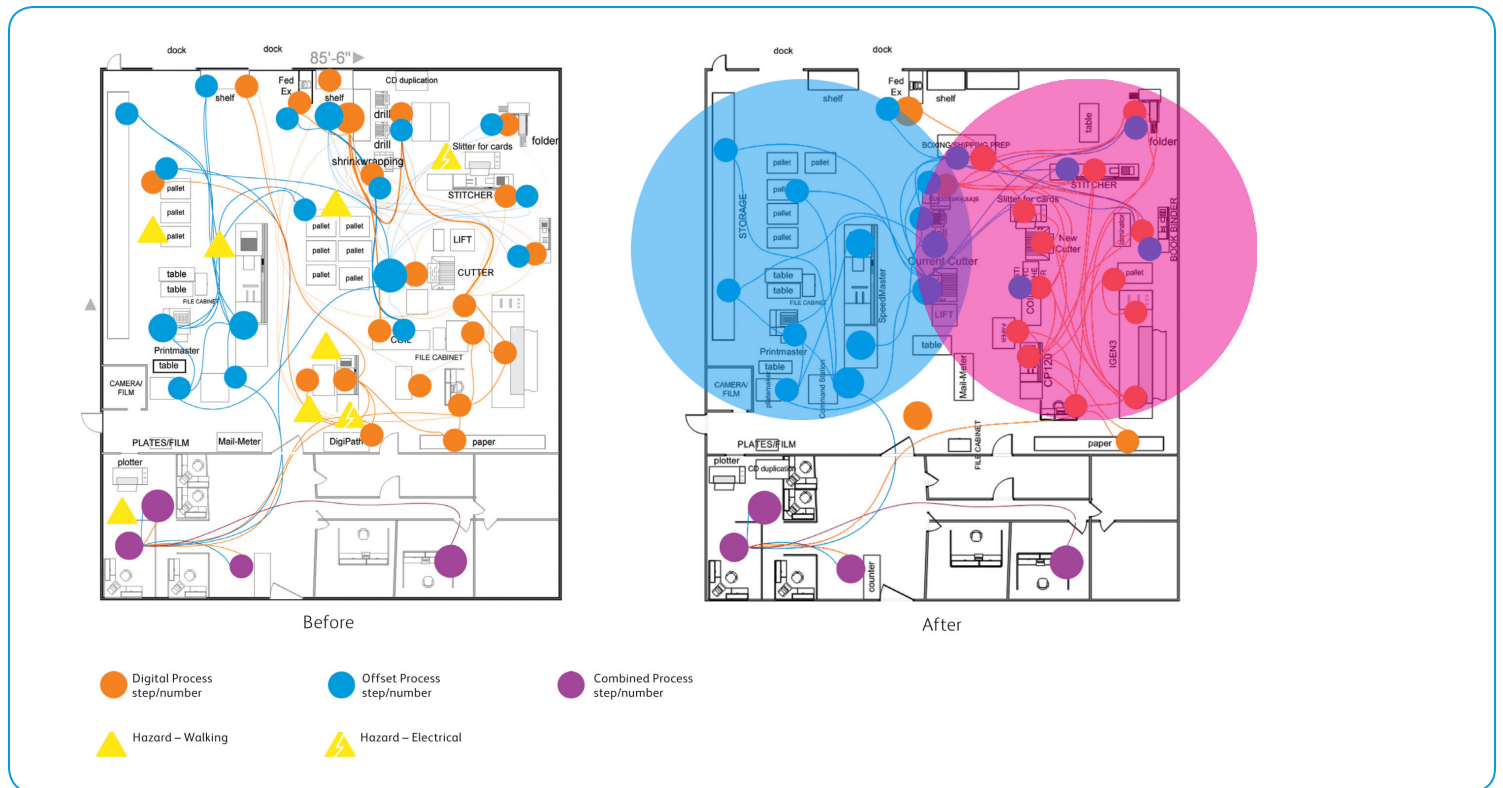 dock
dock
85'-6"
Fed
Ex
shelf
shelf
CD duplication
drill
drill
shrinkwrapping
Slitter for cards
folder
STITCHER
pallet
pallet
pallet
pallet
pallet
pallet
pallet
pallet
pallet
LIFT
CUTTER
table
table
FILE CABINET
Printmaster
table
COIL
FILE CABINET
CAMERA/
FILM
PLATES/FILM
Mail-Meter
DigiPath
paper
plotter
Before
dock
dock
Fed
Ex
shelf
shelf
table
folder
BOXING/SHIPPING PREP
STITCHER
pallet
pallet
pallet
pallet
pallet
STORAGE
shrinkwrapping
Slitter for cards
laminator
BOOK BINDER
New
Cutter
Current Cutter
pallet
table
table
FILE CABINET
SpeedMaster
LIFT
Printmaster
table
table
CAMERA/
FILM
platemaker
Command Station
Mail-Meter
CP120
IGEN3
PLATES/FILM
FILE CABINET
paper
plotter
CD duplication
counter
After
Digital Process
step/number
Offset Process
step/number
Combined Process
step/number
Hazard – Walking
Hazard – Electrical